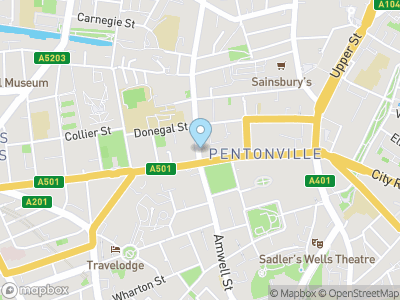 Carnegie St
A104
A5203
Upper St
Sainsbury's
l Museum
Collier St
Donegal St
S
S
PENTONVILLE
A501
A501
A401
City R
A201
Amwell St
Sadler's Wells Theatre
Travelodge
Wharton St
mapbox
© Mapbox © OpenStreetMap